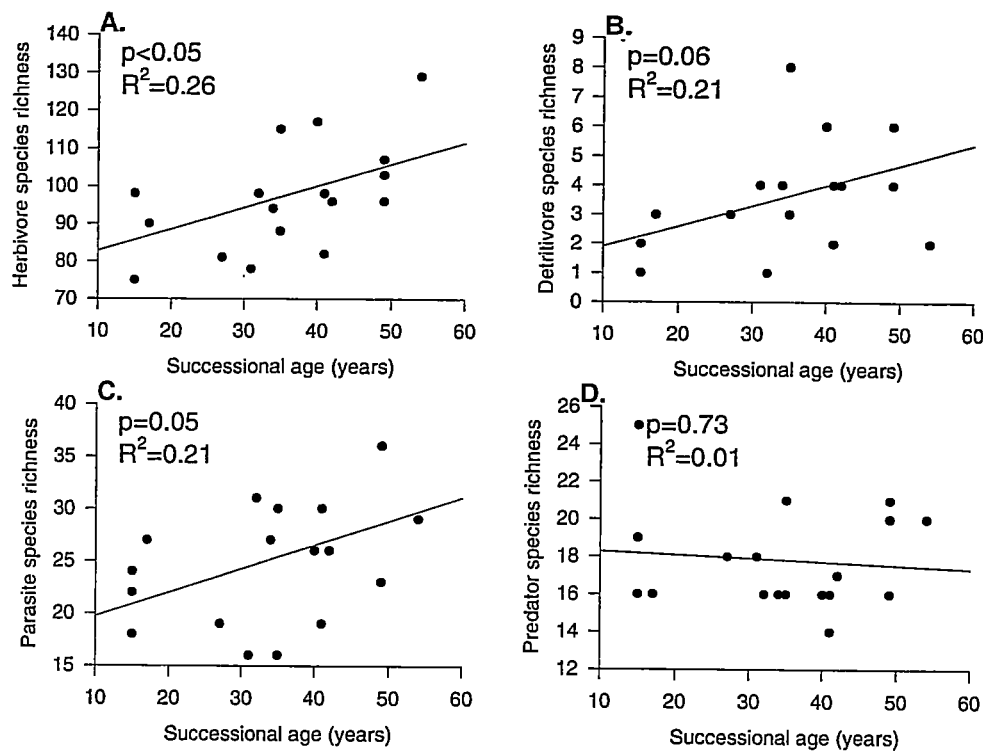 A.
p<0.05
R²=0.26
Herbivore species richness
140
130
120
110
100
90
80
70
10 20 30 40 50 60
Successional age (years)
B.
p=0.06
R²=0.21
Detritivore species richness
9
8
7
6
5
4
3
2
1
0
10 20 30 40 50 60
Successional age (years)
C.
p=0.05
R²=0.21
Parasite species richness
40
35
30
25
20
15
10 20 30 40 50 60
Successional age (years)
D.
p=0.73
R²=0.01
Predator species richness
26
24
22
20
18
16
14
12
10 20 30 40 50 60
Successional age (years)